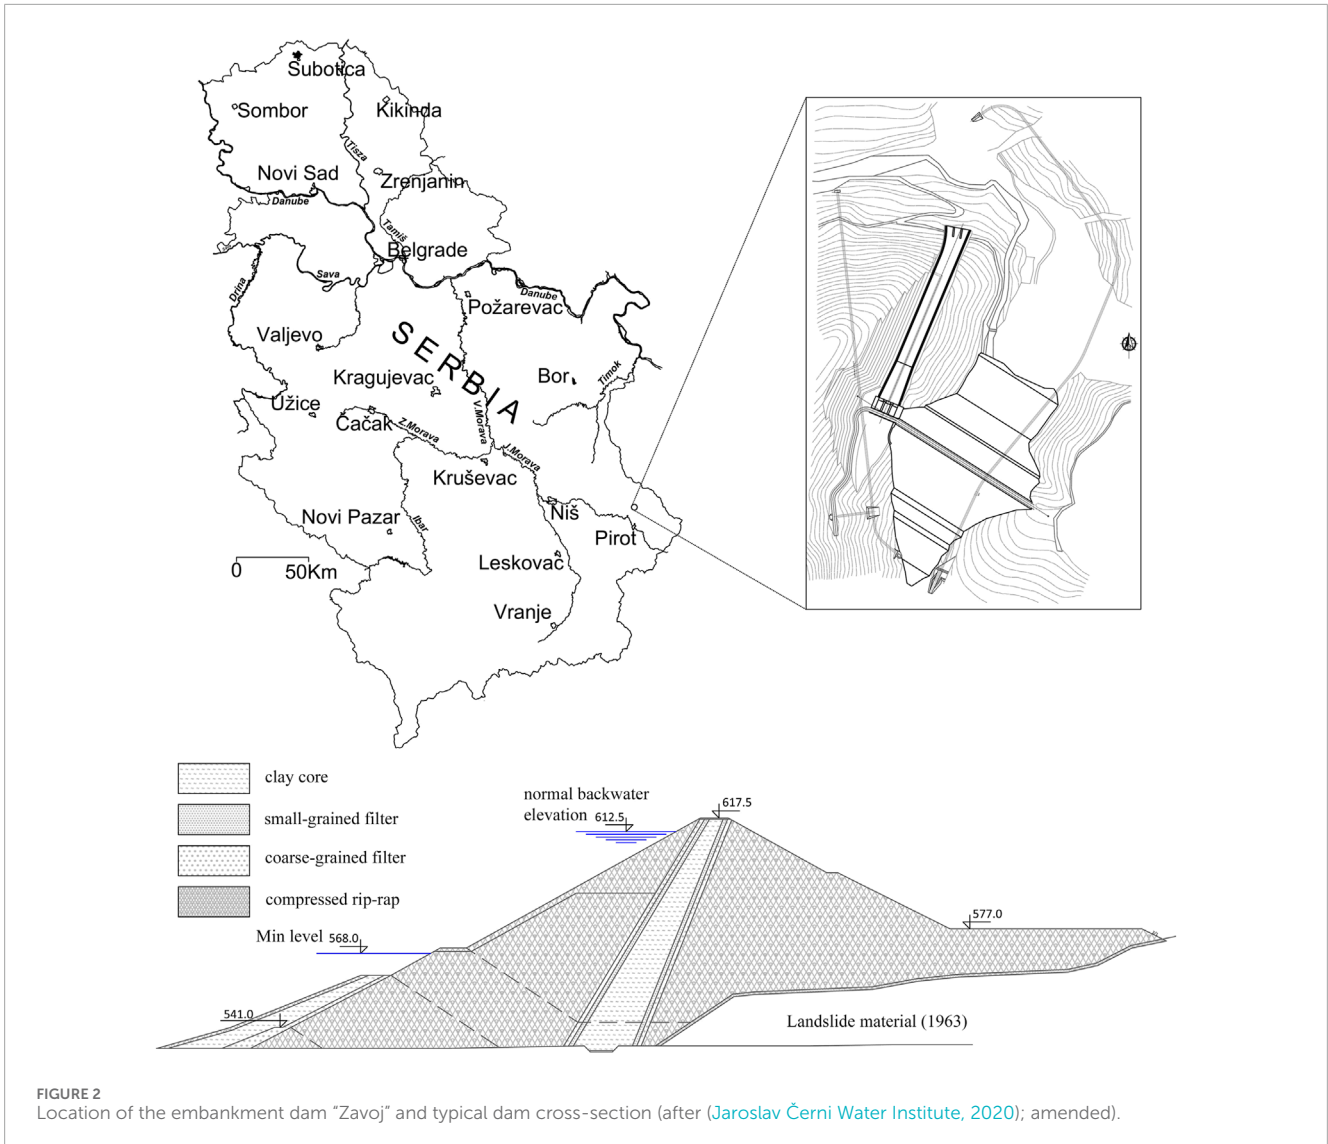 Subotica
Sombor
Kikinda
Tisza
Novi Sad
Zrenjanin
Danube
Tamiš
Belgrade
Sava
Drina
Danube
Požarevac
Valjevo
SERBIA
Kragujevac
Bor
Timok
Užice
Čačak
Z.Morava
V.Morava
J.Morava
Kruševac
Niš
Novi Pazar
Ibar
Pirot
Leskovac
0 50Km
Vranje
clay core
small-grained filter
coarse-grained filter
compressed rip-rap
normal backwater
elevation 612.5
617.5
577.0
Min level 568.0
541.0
Landslide material (1963)
FIGURE 2
Location of the embankment dam “Zavoj” and typical dam cross-section (after (Jaroslav Černi Water Institute, 2020); amended).